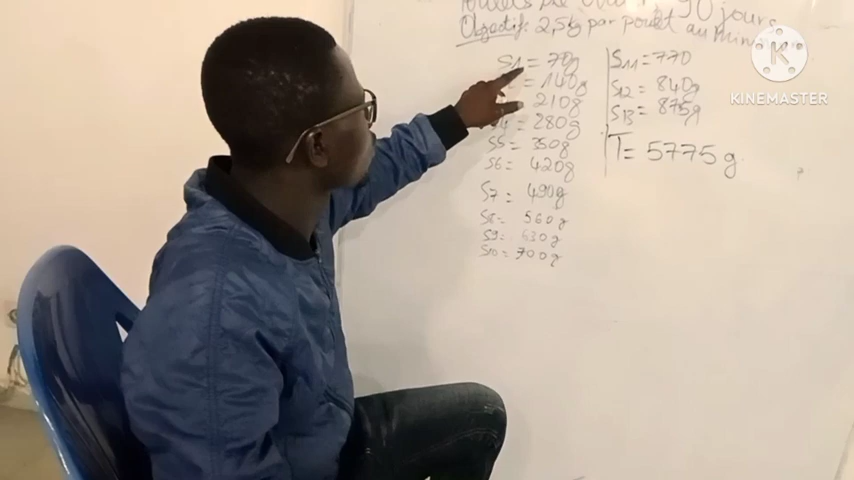 90 jours
Objectif: 2,5kg par poulet au minimum
S1 = 70g
= 140g
210g
S4 = 280g
S5 = 350g
S6 = 420g
S7 = 490g
S8 = 560g
S9 = 630g
S10 = 700g
S11 = 770
S12 = 840g
S13 = 875g
T = 5775g
KINEMASTER